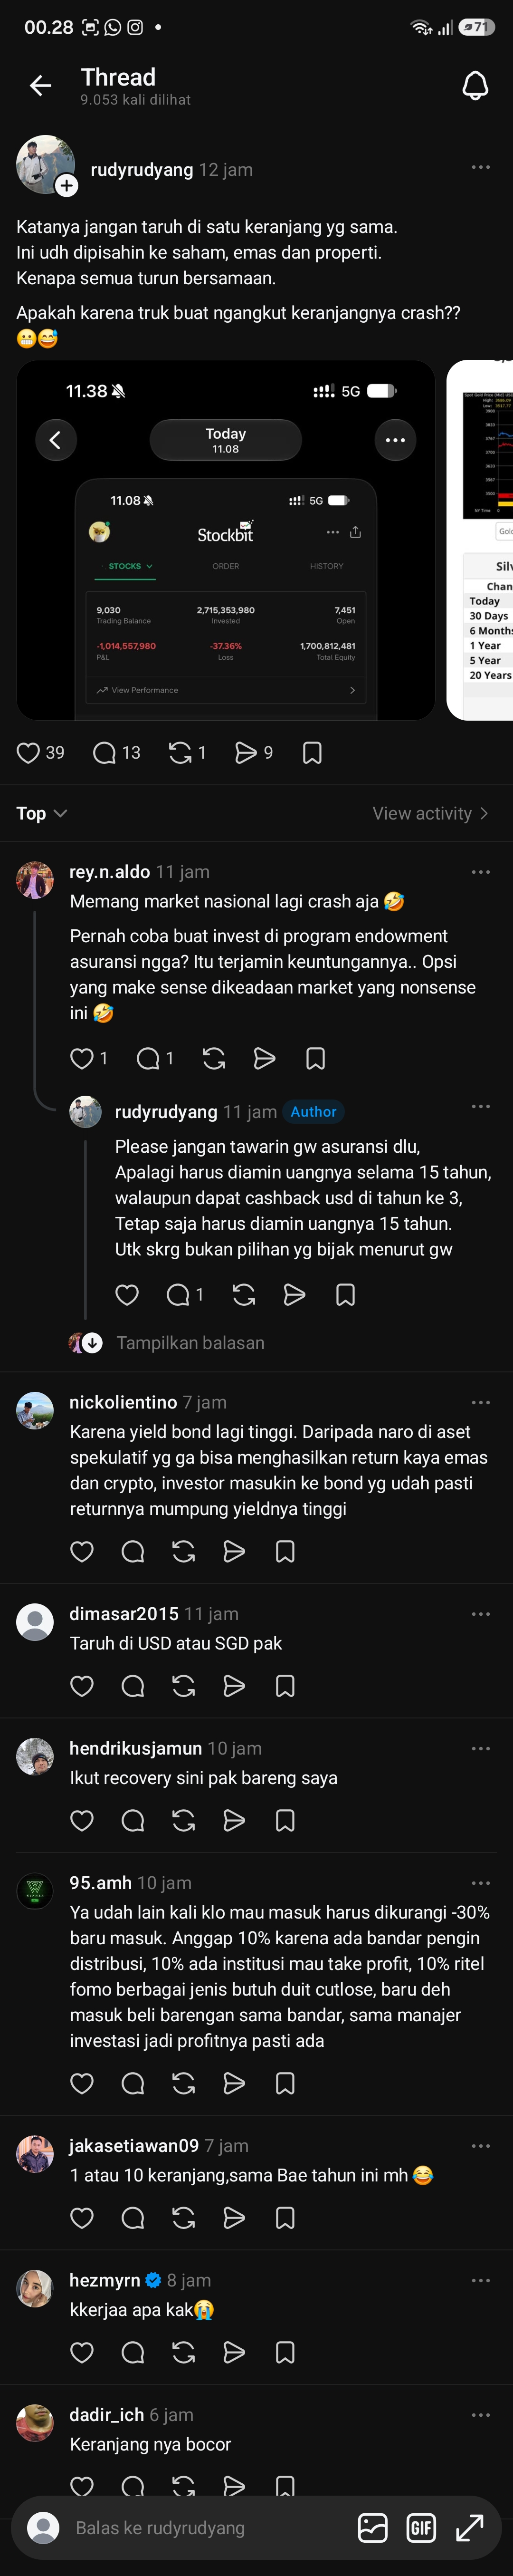 00.28
71
Thread
9.053 kali dilihat
rudyrudyang 12 jam
Katanya jangan taruh di satu keranjang yg sama.
Ini udh dipisahin ke saham, emas dan properti.
Kenapa semua turun bersamaan.
Apakah karena truk buat ngangkut keranjangnya crash??
😬😅
11.38 5G
Today
11.08
11.08 5G
Stockbit
STOCKS ORDER HISTORY
9,030 2,715,353,980 7,451
Trading Balance Invested Open
-1,014,557,980 -37.36% 1,700,812,481
P&L Loss Total Equity
View Performance
Silv
Chan
Today
30 Days
6 Months
1 Year
5 Year
20 Years
39 13 1 9
Top View activity
rey.n.aldo 11 jam
Memang market nasional lagi crash aja 🤣
Pernah coba buat invest di program endowment
asuransi ngga? Itu terjamin keuntungannya.. Opsi
yang make sense dikeadaan market yang nonsense
ini 🤣
1 1
rudyrudyang 11 jam Author
Please jangan tawarin gw asuransi dlu,
Apalagi harus diamin uangnya selama 15 tahun,
walaupun dapat cashback usd di tahun ke 3,
Tetap saja harus diamin uangnya 15 tahun.
Utk skrg bukan pilihan yg bijak menurut gw
1
Tampilkan balasan
nickolientino 7 jam
Karena yield bond lagi tinggi. Daripada naro di aset
spekulatif yg ga bisa menghasilkan return kaya emas
dan crypto, investor masukin ke bond yg udah pasti
returnnya mumpung yieldnya tinggi
dimasar2015 11 jam
Taruh di USD atau SGD pak
hendrikusjamun 10 jam
Ikut recovery sini pak bareng saya
95.amh 10 jam
Ya udah lain kali klo mau masuk harus dikurangi -30%
baru masuk. Anggap 10% karena ada bandar pengin
distribusi, 10% ada institusi mau take profit, 10% ritel
fomo berbagai jenis butuh duit cutlose, baru deh
masuk beli barengan sama bandar, sama manajer
investasi jadi profitnya pasti ada
jakasetiawan09 7 jam
1 atau 10 keranjang,sama Bae tahun ini mh 😂
hezmyrn 8 jam
kkerjaa apa kak😭
dadir_ich 6 jam
Keranjang nya bocor
Balas ke rudyrudyang
GIF